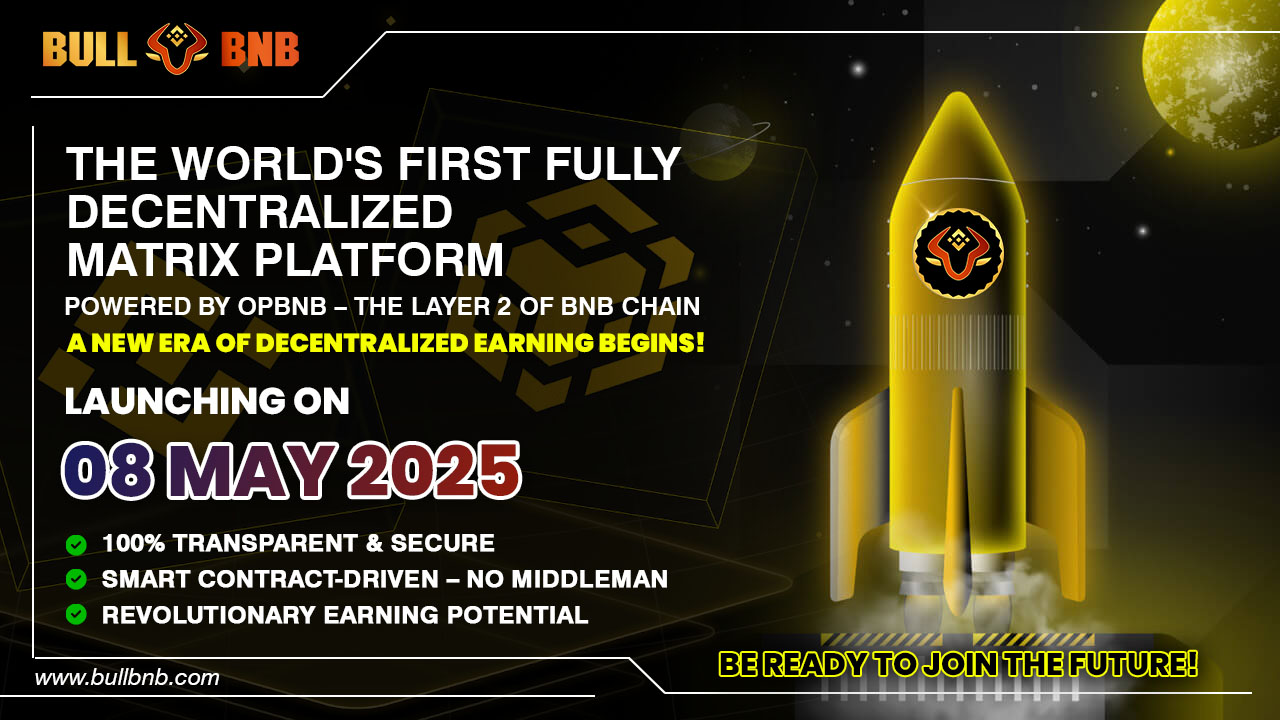 BULL BNB
THE WORLD'S FIRST FULLY
DECENTRALIZED
MATRIX PLATFORM
POWERED BY OPBNB – THE LAYER 2 OF BNB CHAIN
A NEW ERA OF DECENTRALIZED EARNING BEGINS!
LAUNCHING ON
08 MAY 2025
100% TRANSPARENT & SECURE
SMART CONTRACT-DRIVEN – NO MIDDLEMAN
REVOLUTIONARY EARNING POTENTIAL
www.bullbnb.com
BE READY TO JOIN THE FUTURE!